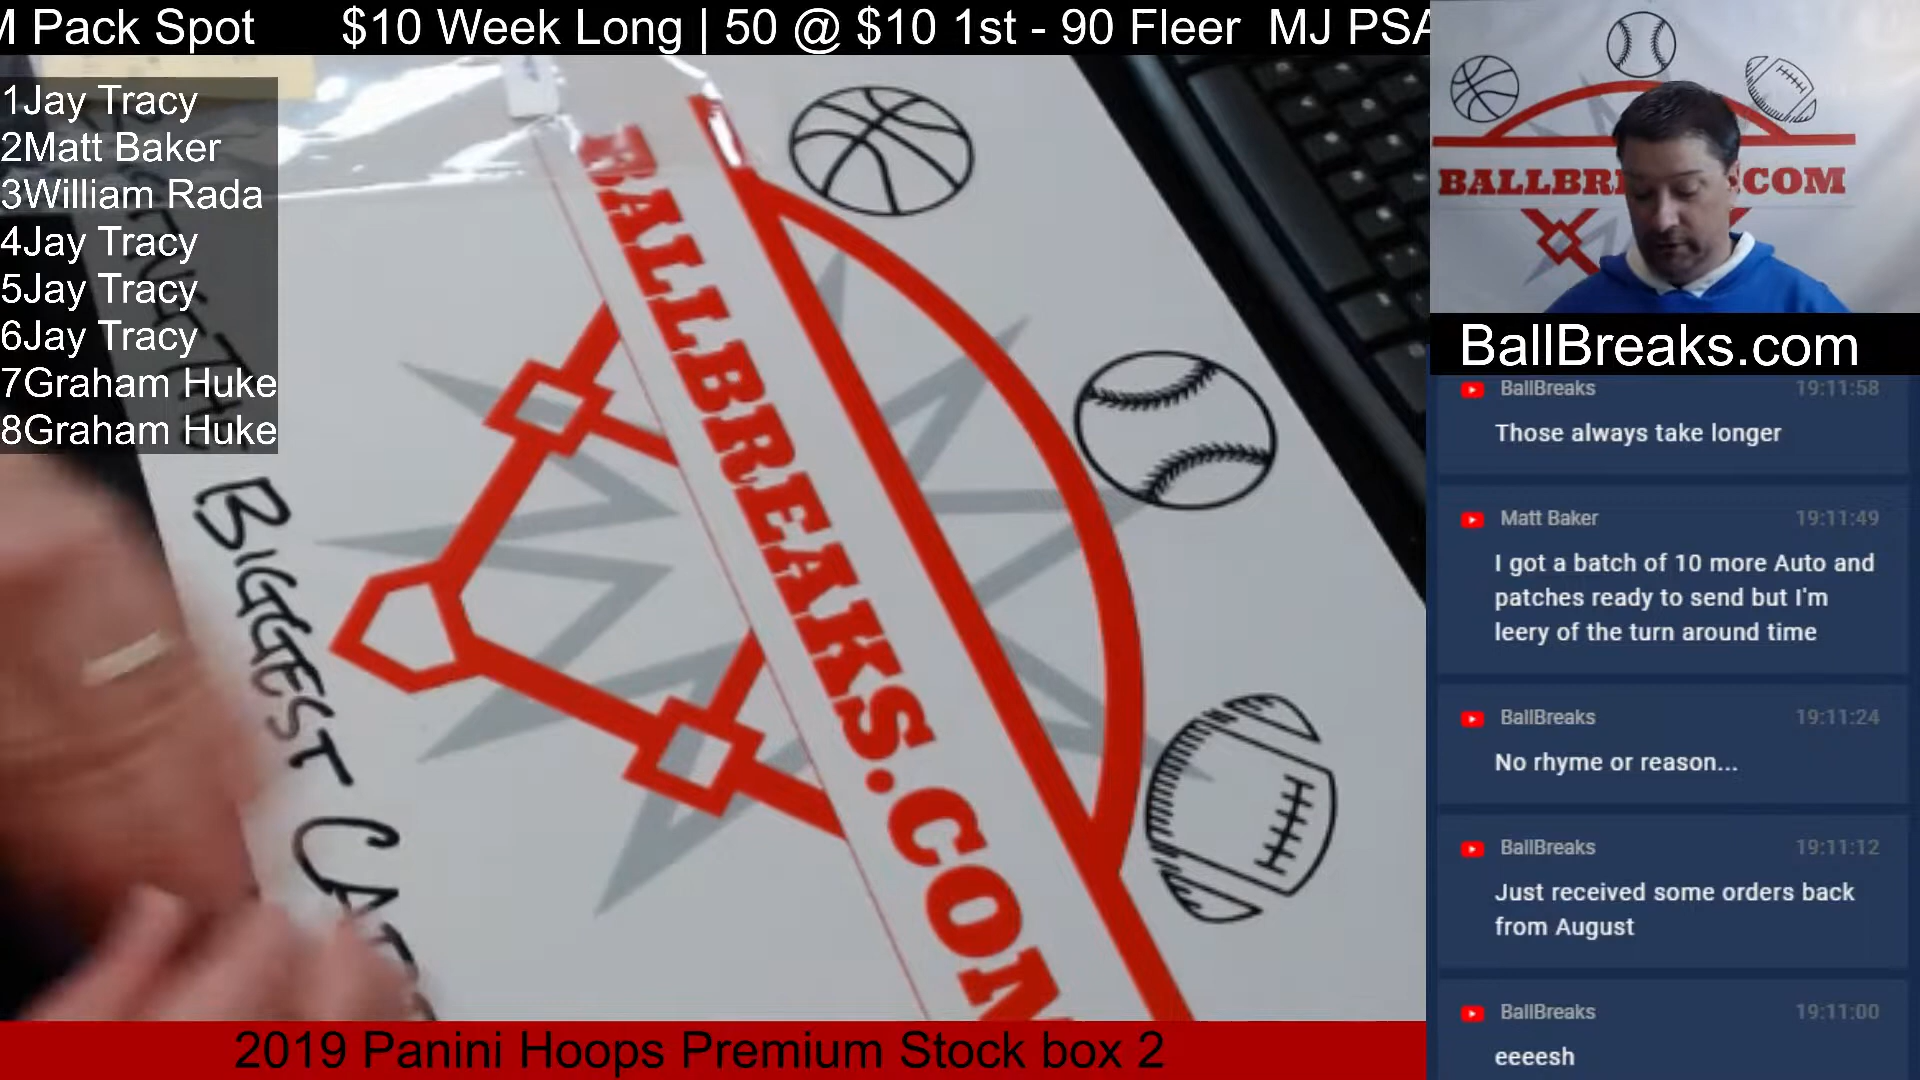 M Pack Spot $10 Week Long | 50 @ $10 1st - 90 Fleer MJ PSA
1Jay Tracy
2Matt Baker
3William Rada
4Jay Tracy
5Jay Tracy
6Jay Tracy
7Graham Huke
8Graham Huke
BIGGEST
BALLBREAKS.COM
2019 Panini Hoops Premium Stock box 2
BALLBR .COM
BallBreaks.com
BallBreaks 19:11:58
Those always take longer
Matt Baker 19:11:49
I got a batch of 10 more Auto and
patches ready to send but I'm
leery of the turn around time
BallBreaks 19:11:24
No rhyme or reason...
BallBreaks 19:11:12
Just received some orders back
from August
BallBreaks 19:11:00
eeeesh